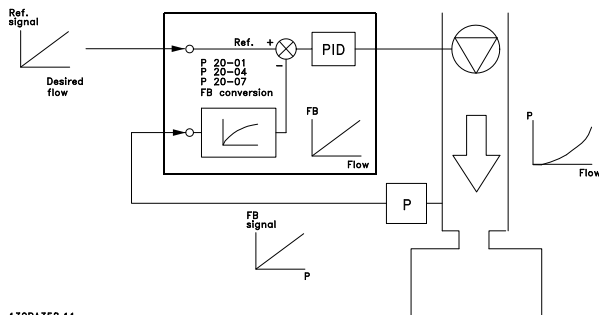 Ref.
signal
Desired
flow
Ref.
+
−
PID
P 20-01
P 20-04
P 20-07
FB conversion
FB
Flow
P
Flow
P
FB
signal
P